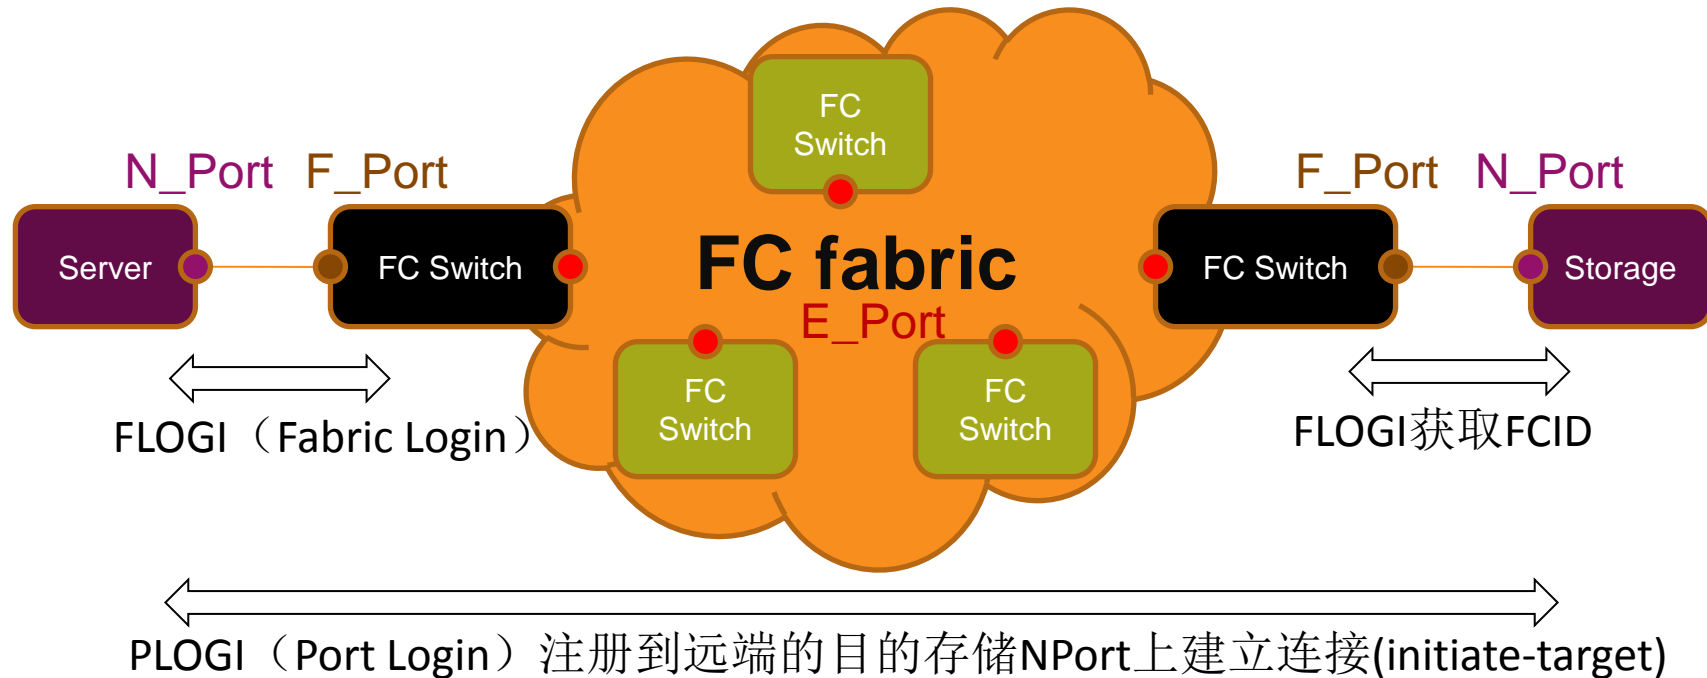 FC
Switch
N_Port
F_Port
F_Port
N_Port
Server
FC Switch
FC fabric
FC Switch
Storage
E_Port
FC
Switch
FC
Switch
FLOGI（Fabric Login）
FLOGI获取FCID
PLOGI（Port Login）注册到远端的目的存储NPort上建立连接(initiate-target)